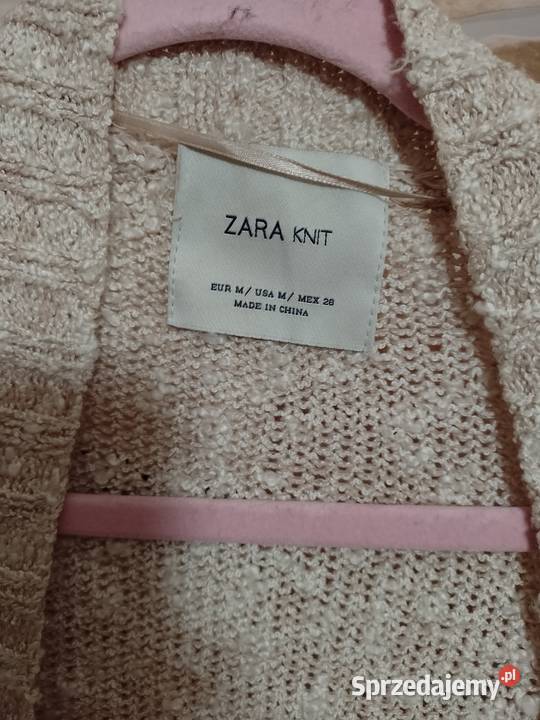 ZARA KNIT
EUR M/ USA M/ MEX 28
MADE IN CHINA
Sprzedajemy.pl